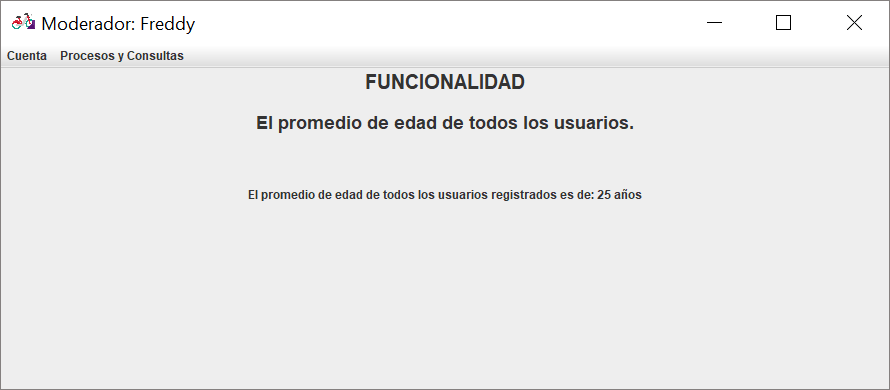 Moderador: Freddy
Cuenta Procesos y Consultas
FUNCIONALIDAD
El promedio de edad de todos los usuarios.
El promedio de edad de todos los usuarios registrados es de: 25 años